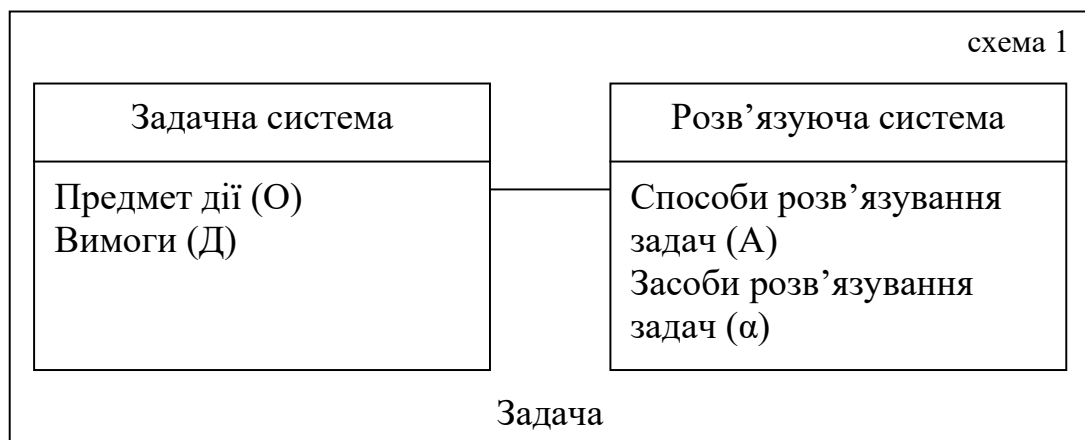 схема 1
Задачна система
Предмет дії (О)
Вимоги (Д)
Розв’язуюча система
Способи розв’язування
задач (А)
Засоби розв’язування
задач (α)
Задача